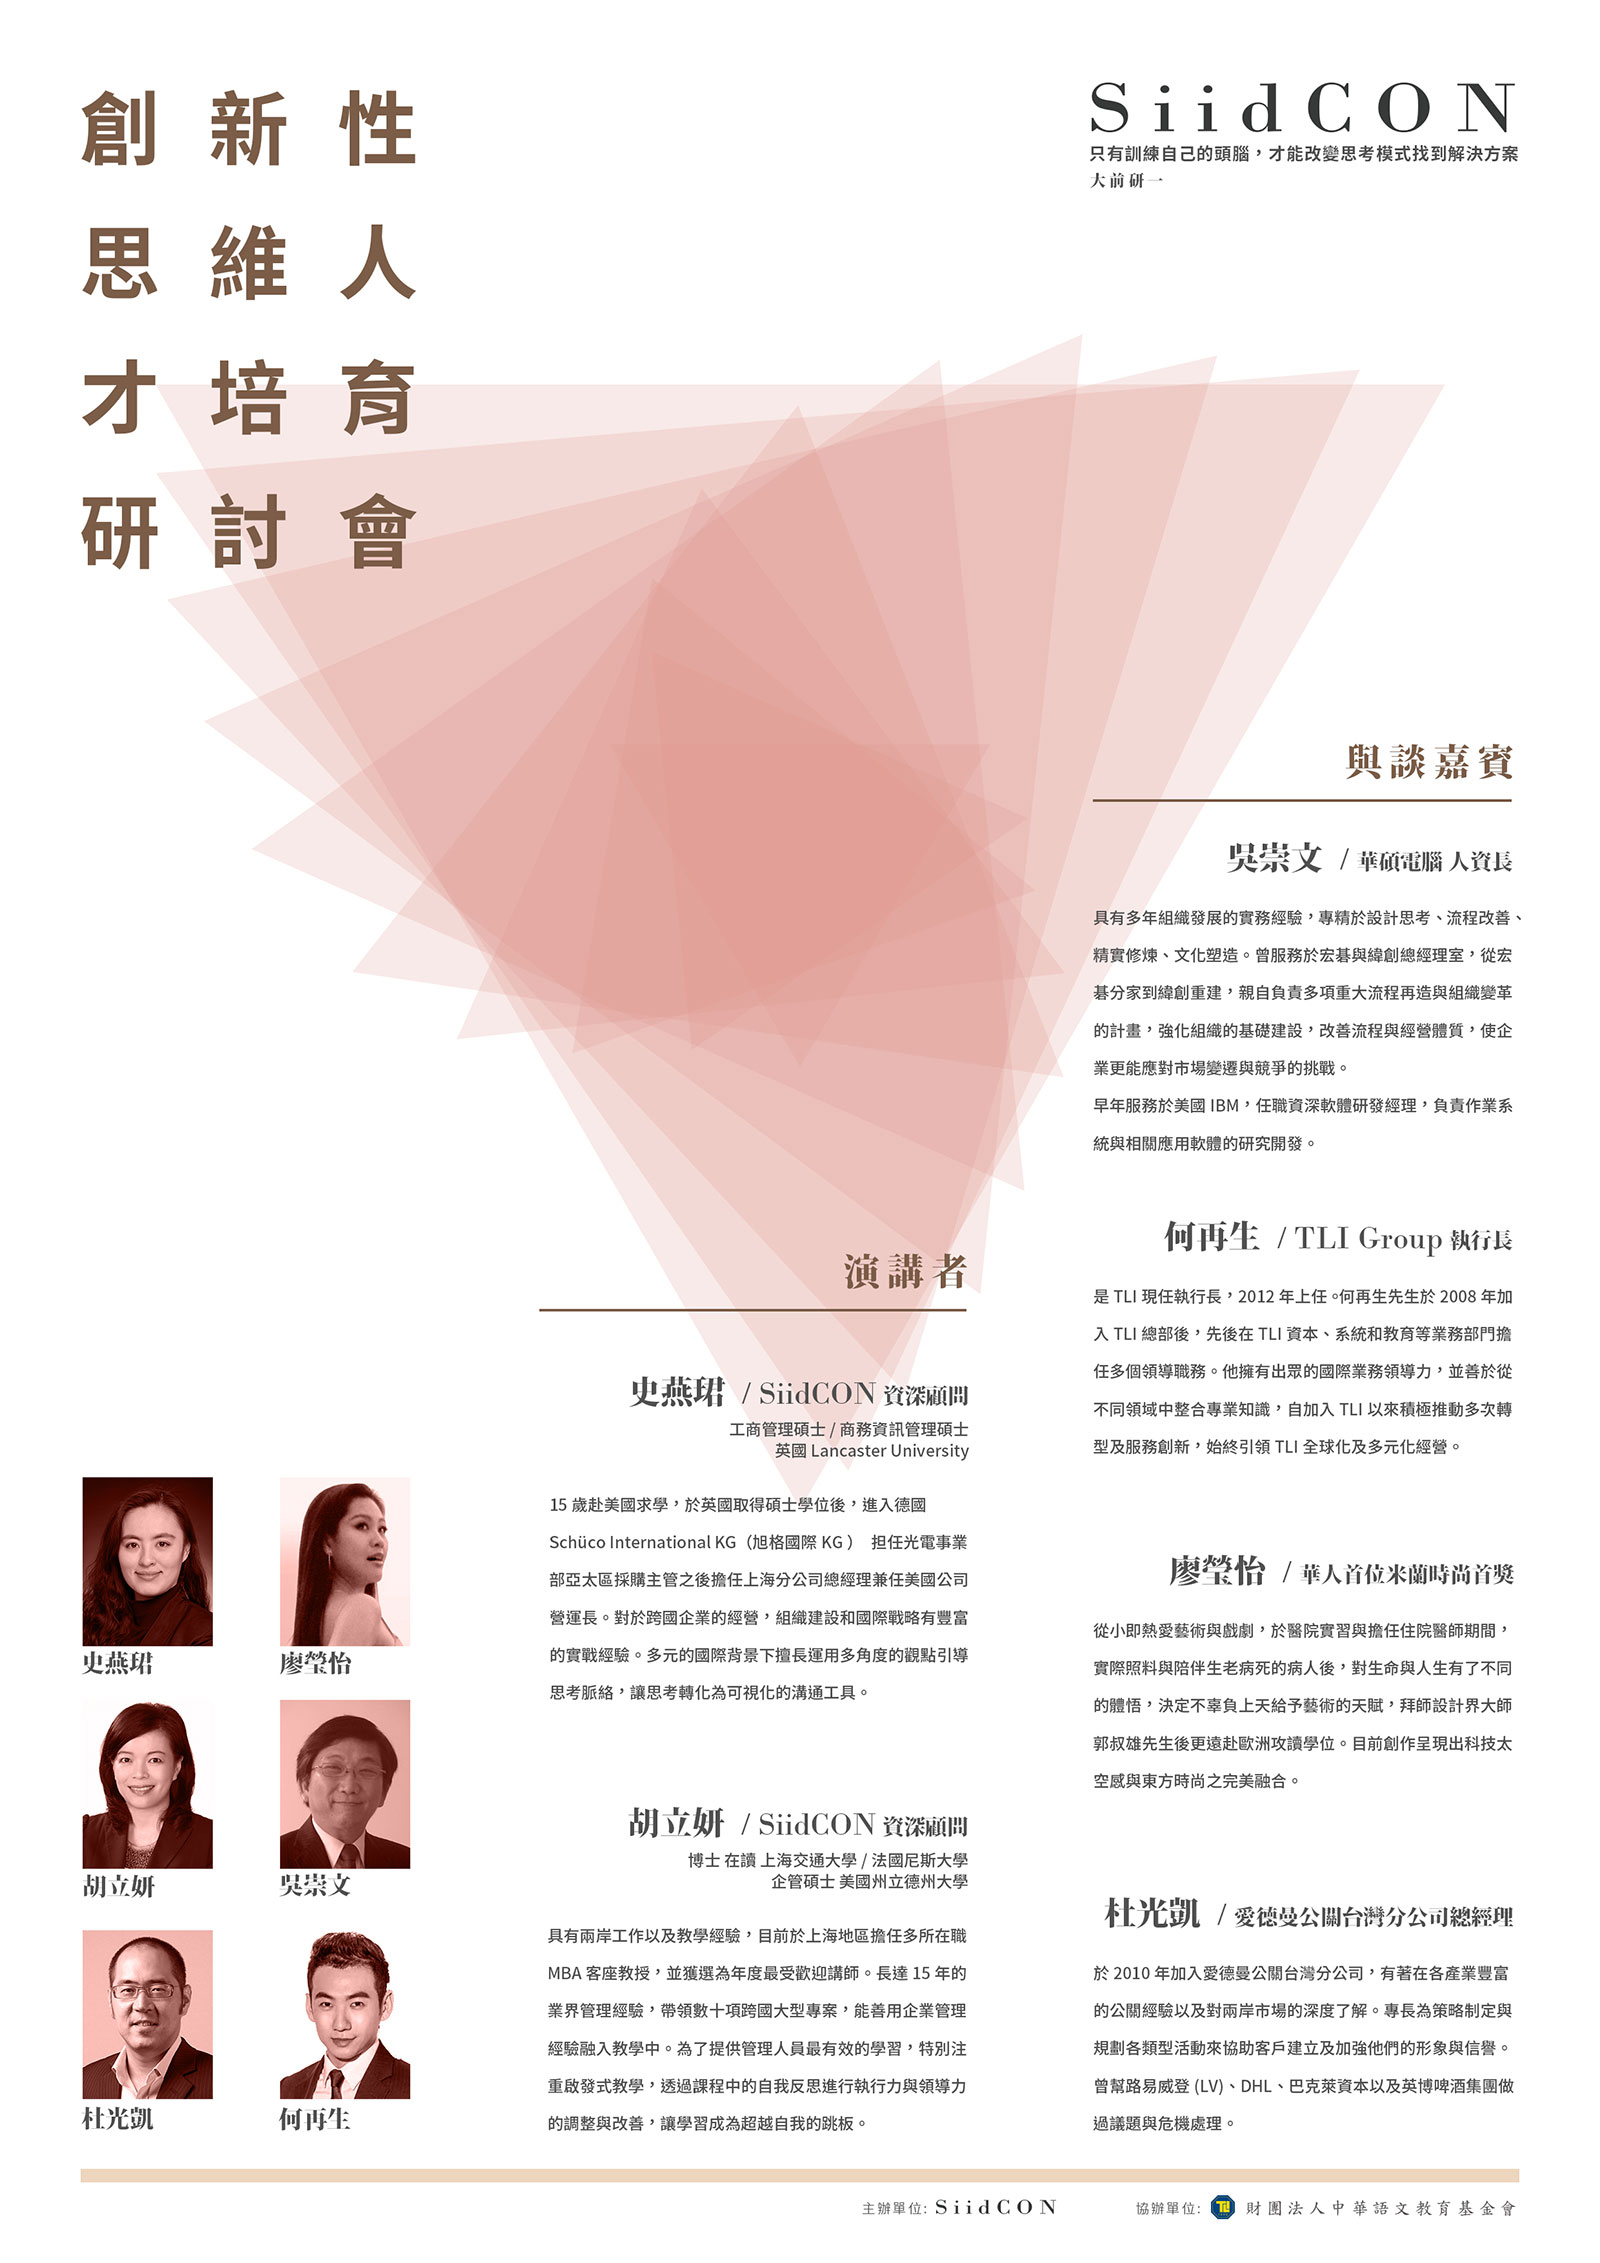 創新性
思維人
才培育
研討會
SiidCON
只有訓練自己的頭腦，才能改變思考模式找到解決方案
大前研一
與談嘉賓
吳崇文 / 華碩電腦 人資長
具有多年組織發展的實務經驗，專精於設計思考、流程改善、
精實修煉、文化塑造。曾服務於宏碁與緯創總經理室，從宏
碁分家到緯創重建，親自負責多項重大流程再造與組織變革
的計畫，強化組織的基礎建設，改善流程與經營體質，使企
業更能應對市場變遷與競爭的挑戰。
早年服務於美國 IBM，任職資深軟體研發經理，負責作業系
統與相關應用軟體的研究開發。
何再生 / TLI Group 執行長
是 TLI 現任執行長，2012 年上任。何再生先生於 2008 年加
入 TLI 總部後，先後在 TLI 資本、系統和教育等業務部門擔
任多個領導職務。他擁有出眾的國際業務領導力，並善於從
不同領域中整合專業知識，自加入 TLI 以來積極推動多次轉
型及服務創新，始終引領 TLI 全球化及多元化經營。
廖瑩怡 / 華人首位米蘭時尚首獎
從小即熱愛藝術與戲劇，於醫院實習與擔任住院醫師期間，
實際照料與陪伴生老病死的病人後，對生命與人生有了不同
的體悟，決定不辜負上天給予藝術的天賦，拜師設計界大師
郭叔雄先生後更遠赴歐洲攻讀學位。目前創作呈現出科技太
空感與東方時尚之完美融合。
杜光凱 / 愛德曼公關台灣分公司總經理
於 2010 年加入愛德曼公關台灣分公司，有著在各產業豐富
的公關經驗以及對兩岸市場的深度了解。專長為策略制定與
規劃各類型活動來協助客戶建立及加強他們的形象與信譽。
曾幫路易威登 (LV)、DHL、巴克萊資本以及英博啤酒集團做
過議題與危機處理。
演講者
史燕珺 / SiidCON 資深顧問
工商管理碩士 / 商務資訊管理碩士
英國 Lancaster University
15 歲赴美國求學，於英國取得碩士學位後，進入德國
Schüco International KG（旭格國際 KG ） 擔任光電事業
部亞太區採購主管之後擔任上海分公司總經理兼任美國公司
營運長。對於跨國企業的經營，組織建設和國際戰略有豐富
的實戰經驗。多元的國際背景下擅長運用多角度的觀點引導
思考脈絡，讓思考轉化為可視化的溝通工具。
胡立妍 / SiidCON 資深顧問
博士 在讀 上海交通大學 / 法國尼斯大學
企管碩士 美國州立德州大學
具有兩岸工作以及教學經驗，目前於上海地區擔任多所在職
MBA 客座教授，並獲選為年度最受歡迎講師。長達 15 年的
業界管理經驗，帶領數十項跨國大型專案，能善用企業管理
經驗融入教學中。為了提供管理人員最有效的學習，特別注
重啟發式教學，透過課程中的自我反思進行執行力與領導力
的調整與改善，讓學習成為超越自我的跳板。
史燕珺
廖瑩怡
胡立妍
吳崇文
杜光凱
何再生
主辦單位: SiidCON
協辦單位: TLI 財團法人中華語文教育基金會